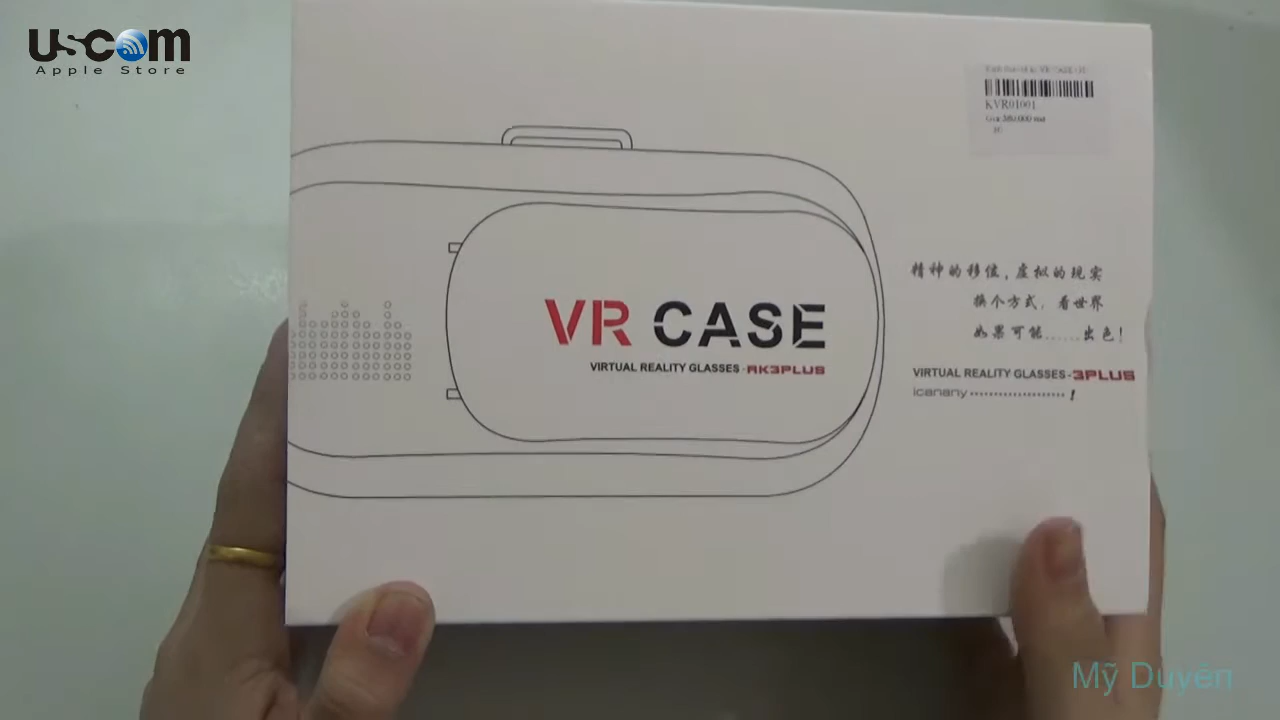 uscom
Apple Store
KVR01001
VR CASE
VIRTUAL REALITY GLASSES-RK3PLUS
精神的移位,虚拟的现实
换个方式,看世界
如果可能......出色!
VIRTUAL REALITY GLASSES-3PLUS
icanany ...................... !
Mỹ Duyên